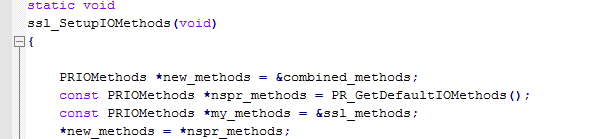 static void
ssl_SetupIOMethods(void)
{
PRIOMethods *new_methods = &combined_methods;
const PRIOMethods *nspr_methods = PR_GetDefaultIOMethods();
const PRIOMethods *my_methods = &ssl_methods;
*new_methods = *nspr_methods;